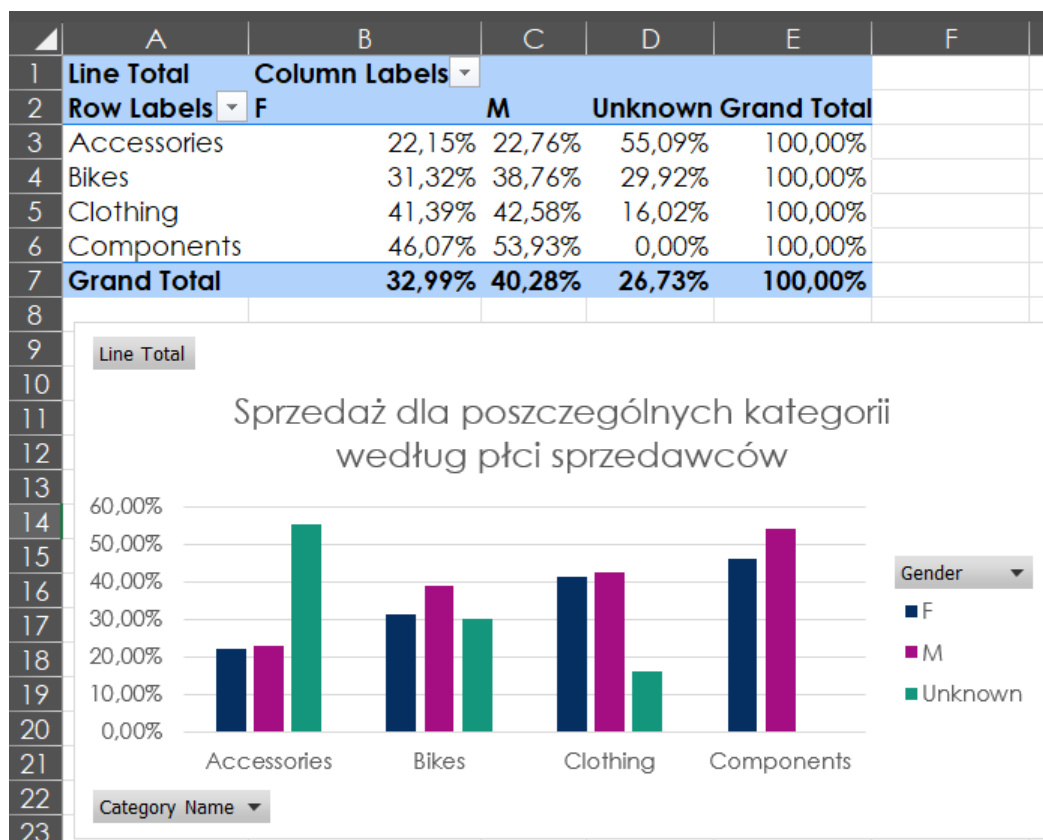 A B C D E F
1 Line Total Column Labels
2 Row Labels F M Unknown Grand Total
3 Accessories 22,15% 22,76% 55,09% 100,00%
4 Bikes 31,32% 38,76% 29,92% 100,00%
5 Clothing 41,39% 42,58% 16,02% 100,00%
6 Components 46,07% 53,93% 0,00% 100,00%
7 Grand Total 32,99% 40,28% 26,73% 100,00%
8
9 Line Total
10
11 Sprzedaż dla poszczególnych kategorii
12 według płci sprzedawców
13
14 60,00%
15 50,00%
16 40,00% Gender
17 30,00% F
18 20,00% M
19 10,00% Unknown
20 0,00%
21 Accessories Bikes Clothing Components
22 Category Name
23